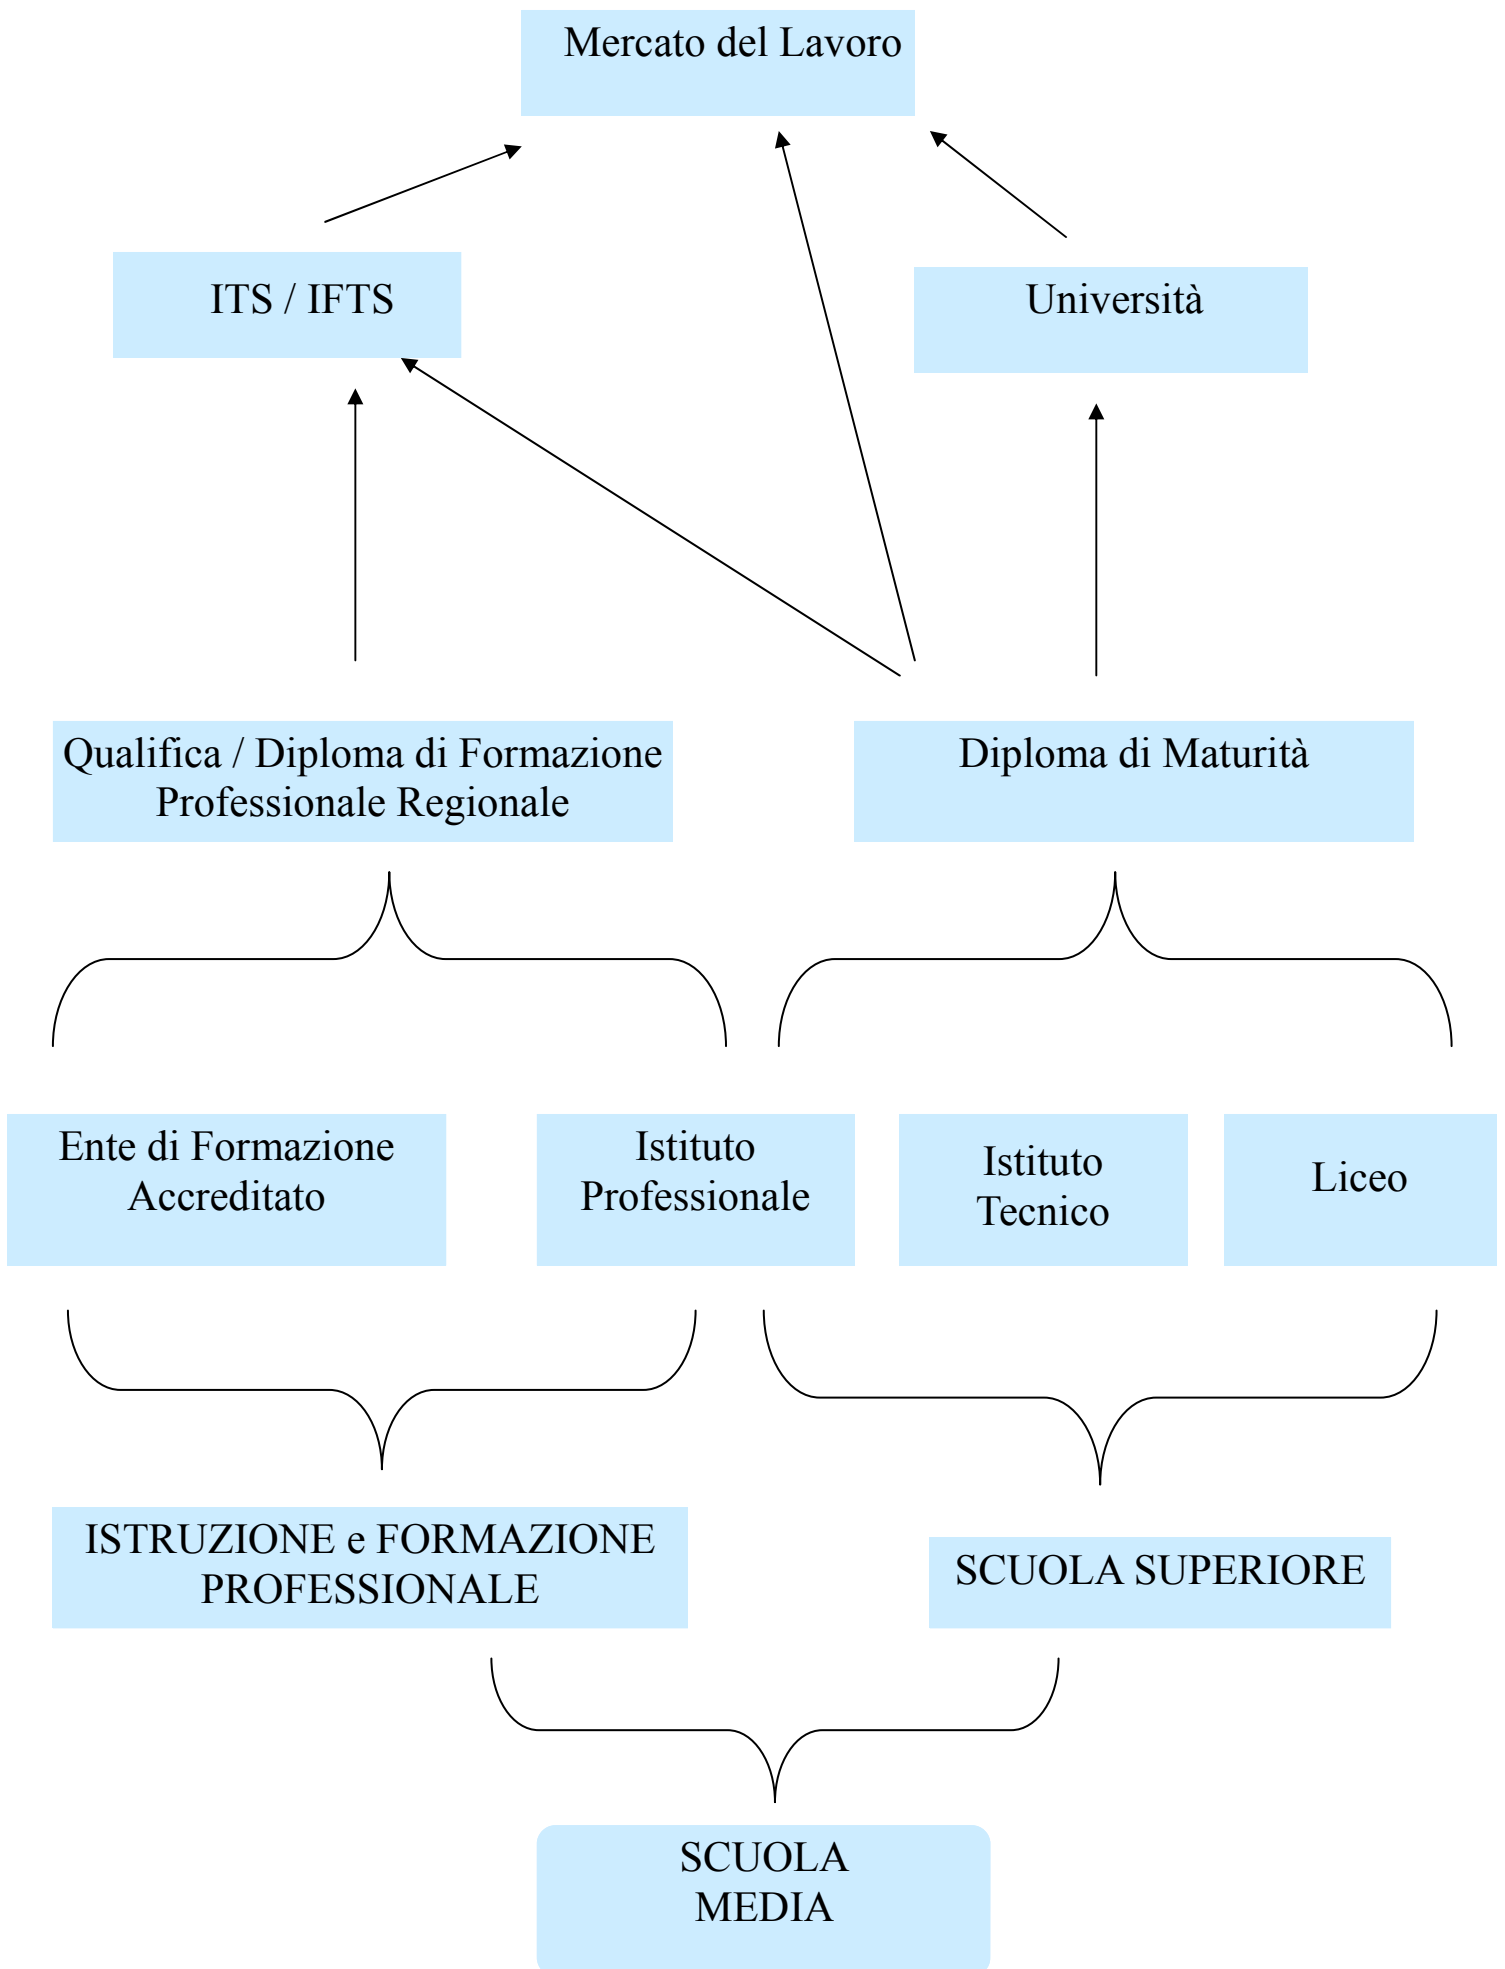 Mercato del Lavoro
ITS / IFTS
Università
Qualifica / Diploma di Formazione
Professionale Regionale
Diploma di Maturità
Ente di Formazione
Accreditato
Istituto
Professionale
Istituto
Tecnico
Liceo
ISTRUZIONE e FORMAZIONE
PROFESSIONALE
SCUOLA SUPERIORE
SCUOLA
MEDIA